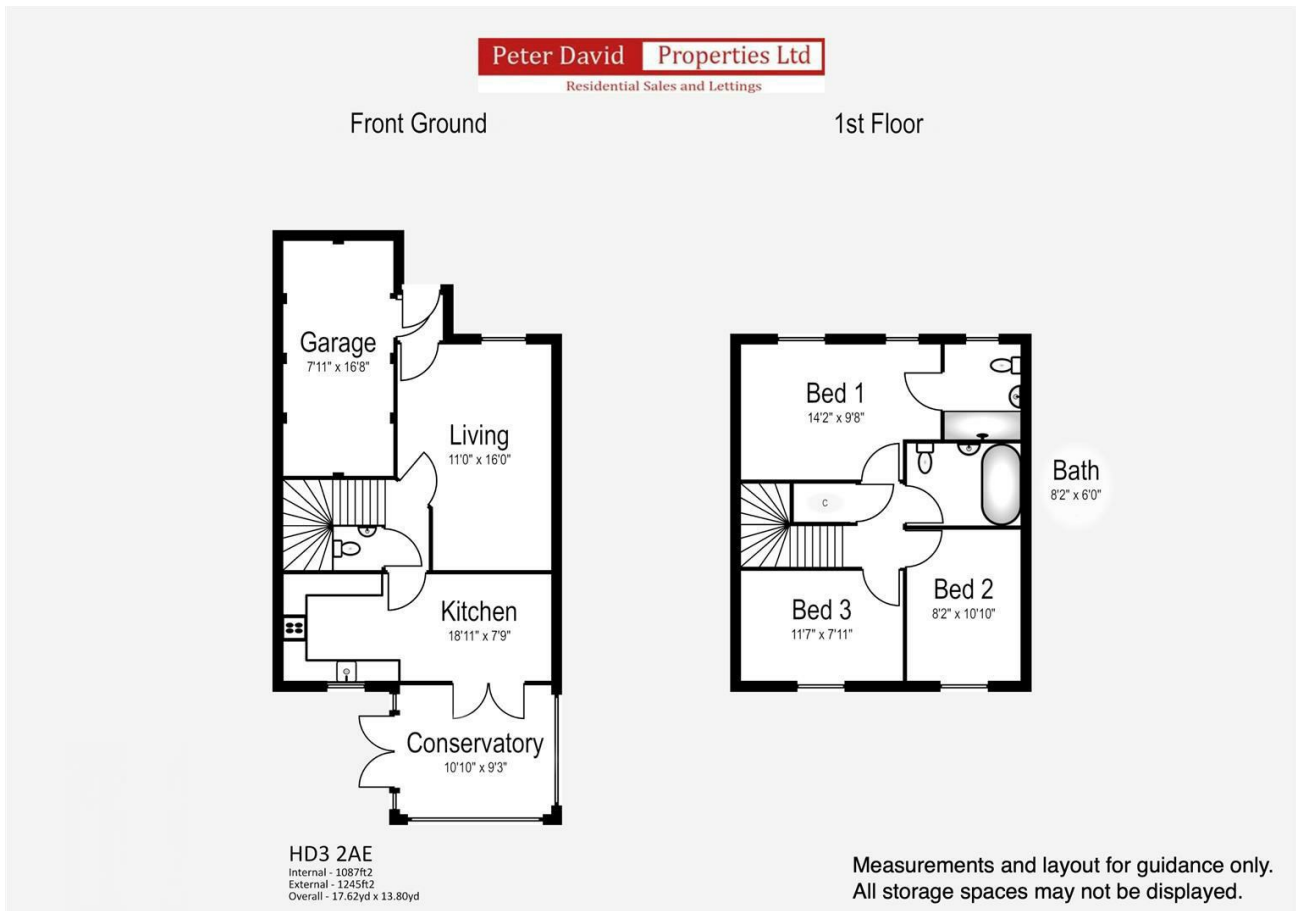 Peter David Properties Ltd
Residential Sales and Lettings
Front Ground
1st Floor
Garage
7'11" x 16'8"
Living
11'0" x 16'0"
Kitchen
18'11" x 7'9"
Conservatory
10'10" x 9'3"
Bed 1
14'2" x 9'8"
Bath
8'2" x 6'0"
C
Bed 2
8'2" x 10'10"
Bed 3
11'7" x 7'11"
HD3 2AE
Internal - 1087ft2
External - 1245ft2
Overall - 17.62yd x 13.80yd
Measurements and layout for guidance only.
All storage spaces may not be displayed.